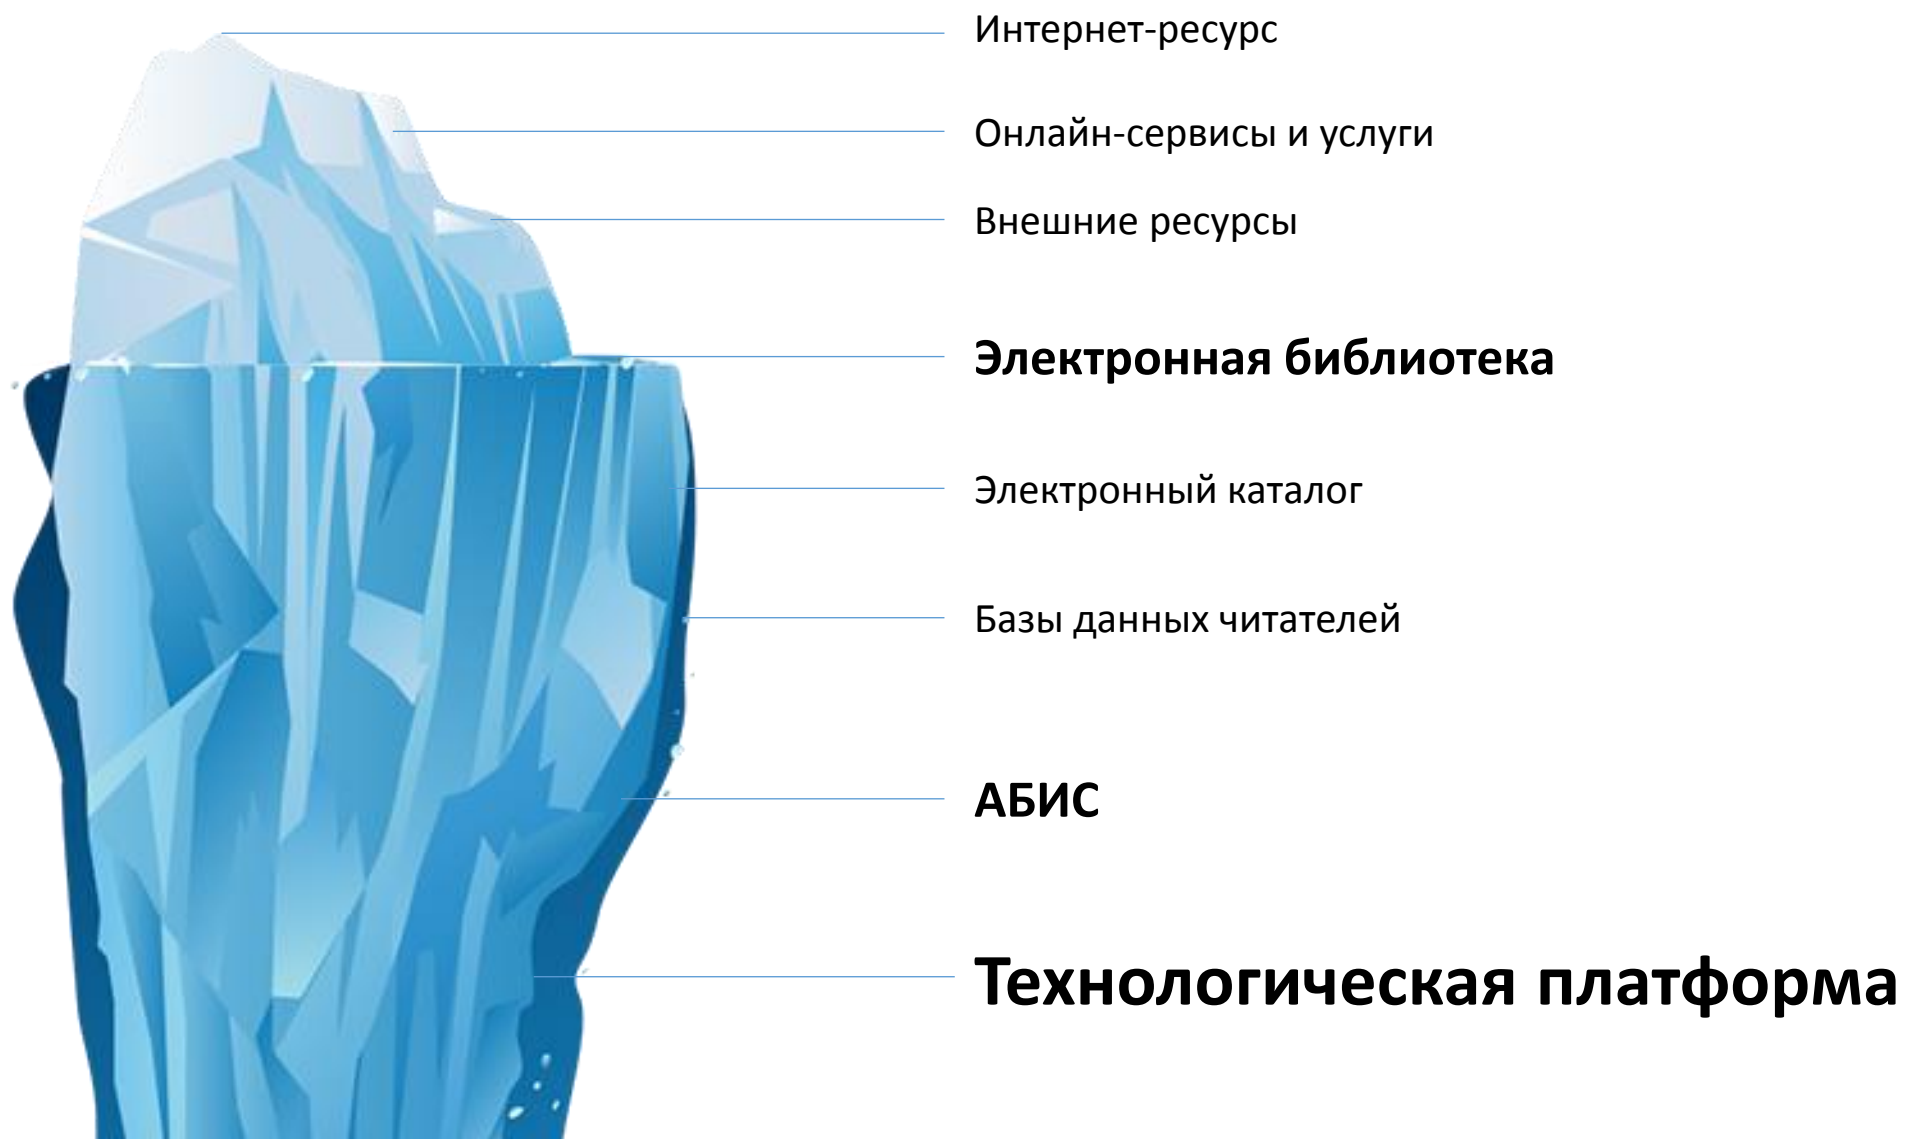 Интернет-ресурс
Онлайн-сервисы и услуги
Внешние ресурсы
Электронная библиотека
Электронный каталог
Базы данных читателей
АБИС
Технологическая платформа